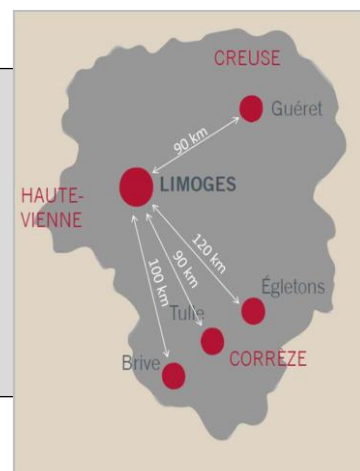 CREUSE
Guéret
90 km
LIMOGES
HAUTE-
VIENNE
120 km
90 km
100 km
Égletons
Tulle
CORRÈZE
Brive